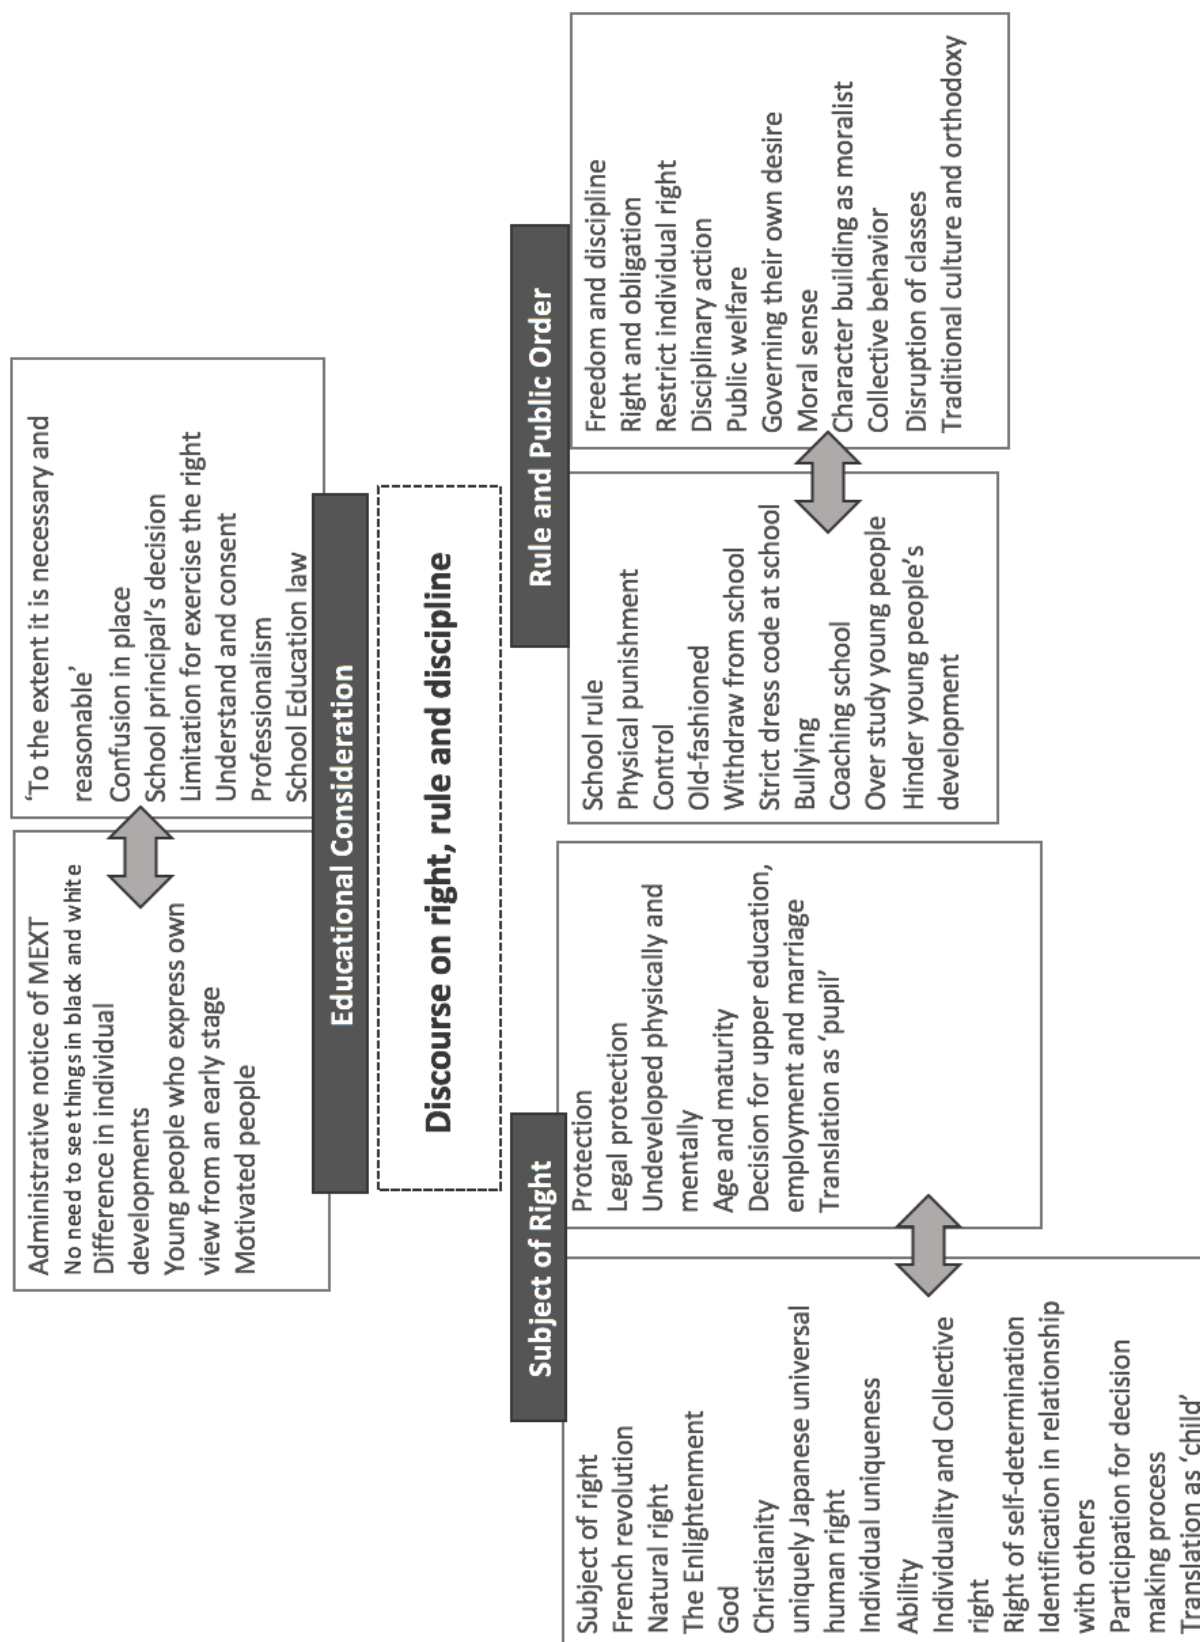 Administrative notice of MEXT
No need to see things in black and white
Difference in individual
developments
Young people who express own
view from an early stage
Motivated people
‘To the extent it is necessary and
reasonable’
Confusion in place
School principal’s decision
Limitation for exercise the right
Understand and consent
Professionalism
School Education law
Educational Consideration
Discourse on right, rule and discipline
Subject of Right
Subject of right
French revolution
Natural right
The Enlightenment
God
Christianity
uniquely Japanese universal
human right
Individual uniqueness
Ability
Individuality and Collective
right
Right of self-determination
Identification in relationship
with others
Participation for decision
making process
Translation as ‘child’
Protection
Legal protection
Undeveloped physically and
mentally
Age and maturity
Decision for upper education,
employment and marriage
Translation as ‘pupil’
Rule and Public Order
School rule
Physical punishment
Control
Old-fashioned
Withdraw from school
Strict dress code at school
Bullying
Coaching school
Over study young people
Hinder young people’s
development
Freedom and discipline
Right and obligation
Restrict individual right
Disciplinary action
Public welfare
Governing their own desire
Moral sense
Character building as moralist
Collective behavior
Disruption of classes
Traditional culture and orthodoxy